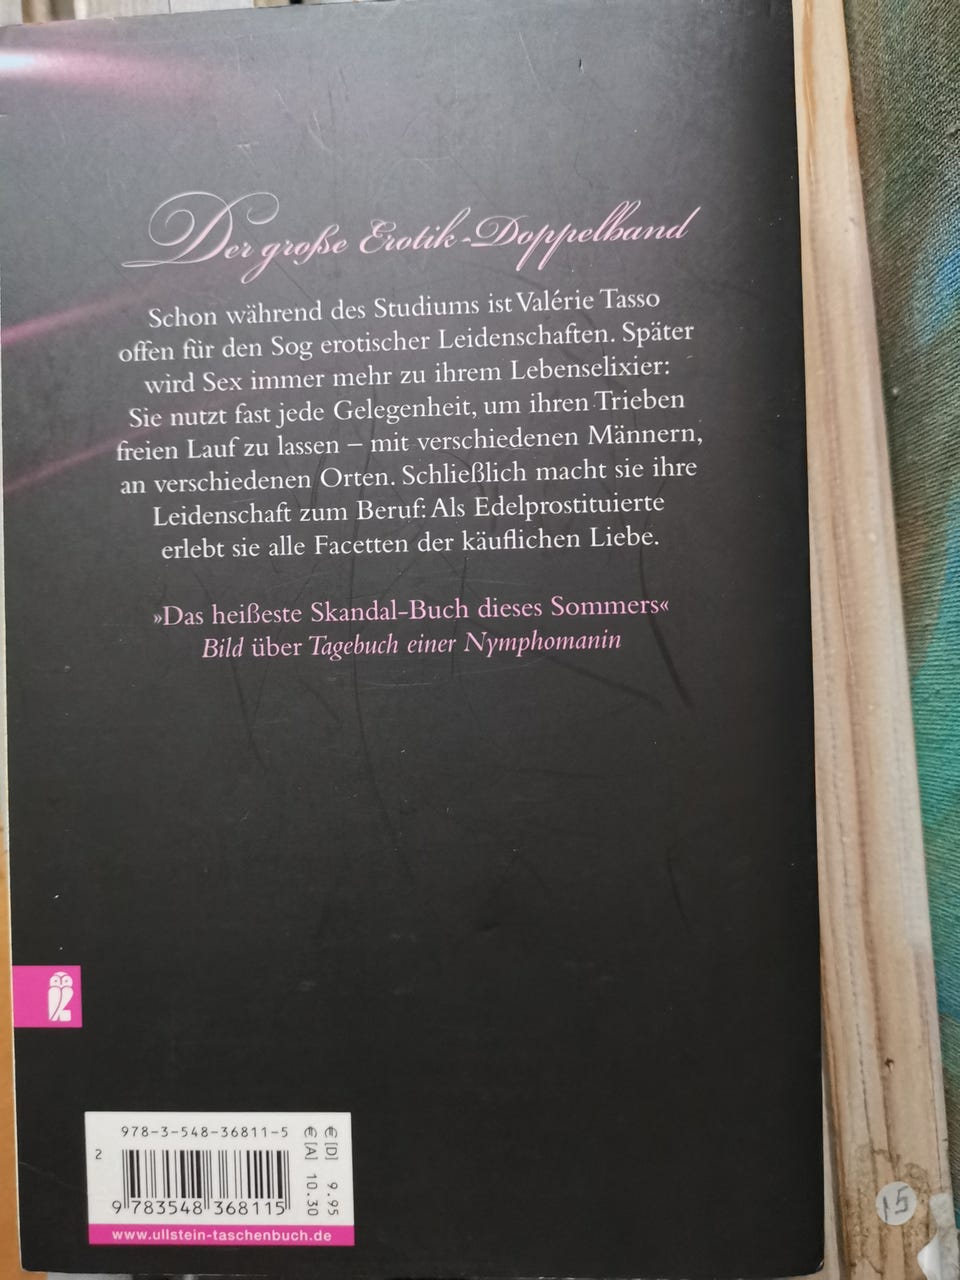 Der große Erotik-Doppelband
Schon während des Studiums ist Valérie Tasso
offen für den Sog erotischer Leidenschaften. Später
wird Sex immer mehr zu ihrem Lebenselixier:
Sie nutzt fast jede Gelegenheit, um ihren Trieben
freien Lauf zu lassen – mit verschiedenen Männern,
an verschiedenen Orten. Schließlich macht sie ihre
Leidenschaft zum Beruf: Als Edelprostituierte
erlebt sie alle Facetten der käuflichen Liebe.
»Das heißeste Skandal-Buch dieses Sommers«
Bild über Tagebuch einer Nymphomanin
978-3-548-36811-5
2
9 783548 368115
€ [D] 9.95
€ [A] 10.30
www.ullstein-taschenbuch.de
15